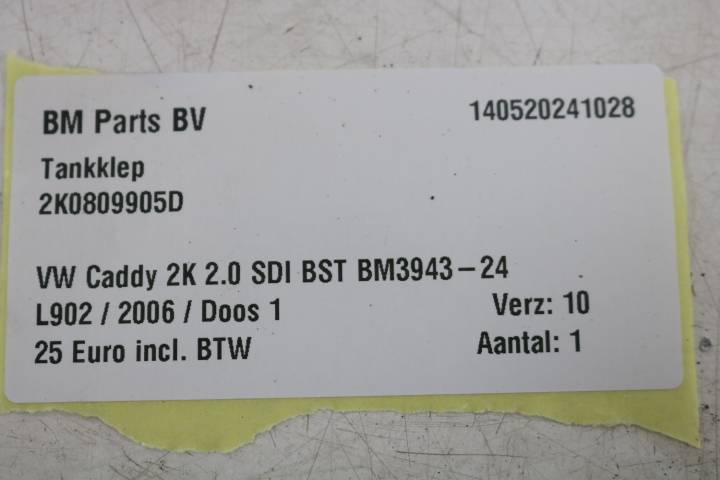 BM Parts BV 140520241028
Tankklep
2K0809905D
VW Caddy 2K 2.0 SDI BST BM3943-24
L902 / 2006 / Doos 1 Verz: 10
25 Euro incl. BTW Aantal: 1